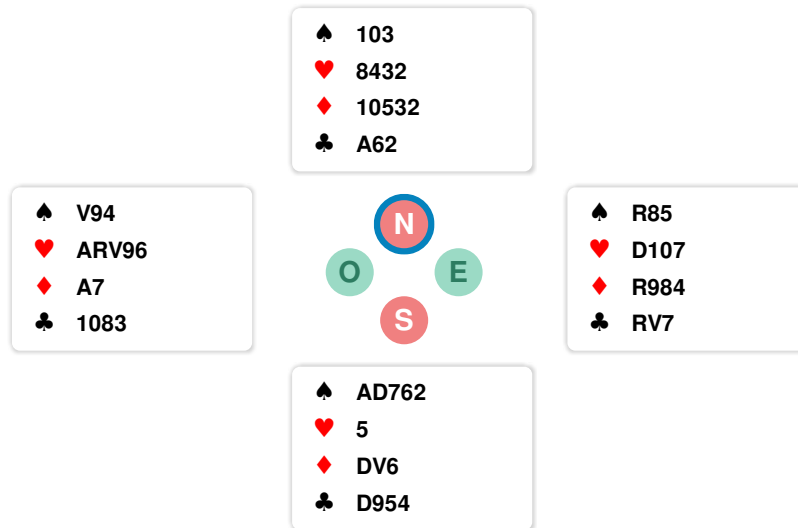 ♠ 103
♥ 8432
♦ 10532
♣ A62
♠ V94
♥ ARV96
♦ A7
♣ 1083
N
O E
S
♠ R85
♥ D107
♦ R984
♣ RV7
♠ AD762
♥ 5
♦ DV6
♣ D954